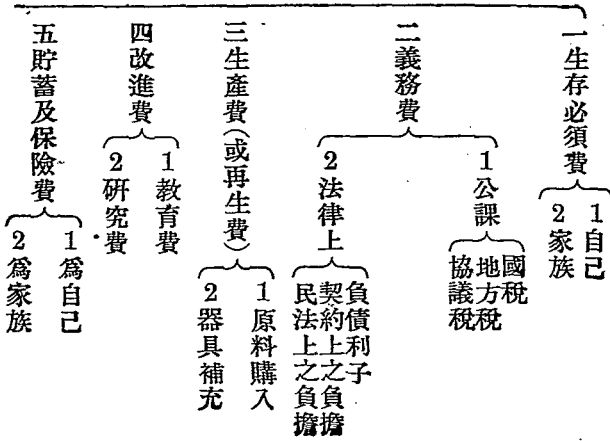 一生存必須費
1自己
2家族
二義務費
1公課
國稅
地方稅
協議稅
2法律上
負債利子
契約上之負擔
民法上之負擔
三生產費(或再生費)
1原料購入
2器具補充
四改進費
1教育費
2研究費
五貯蓄及保險費
1爲自己
2爲家族